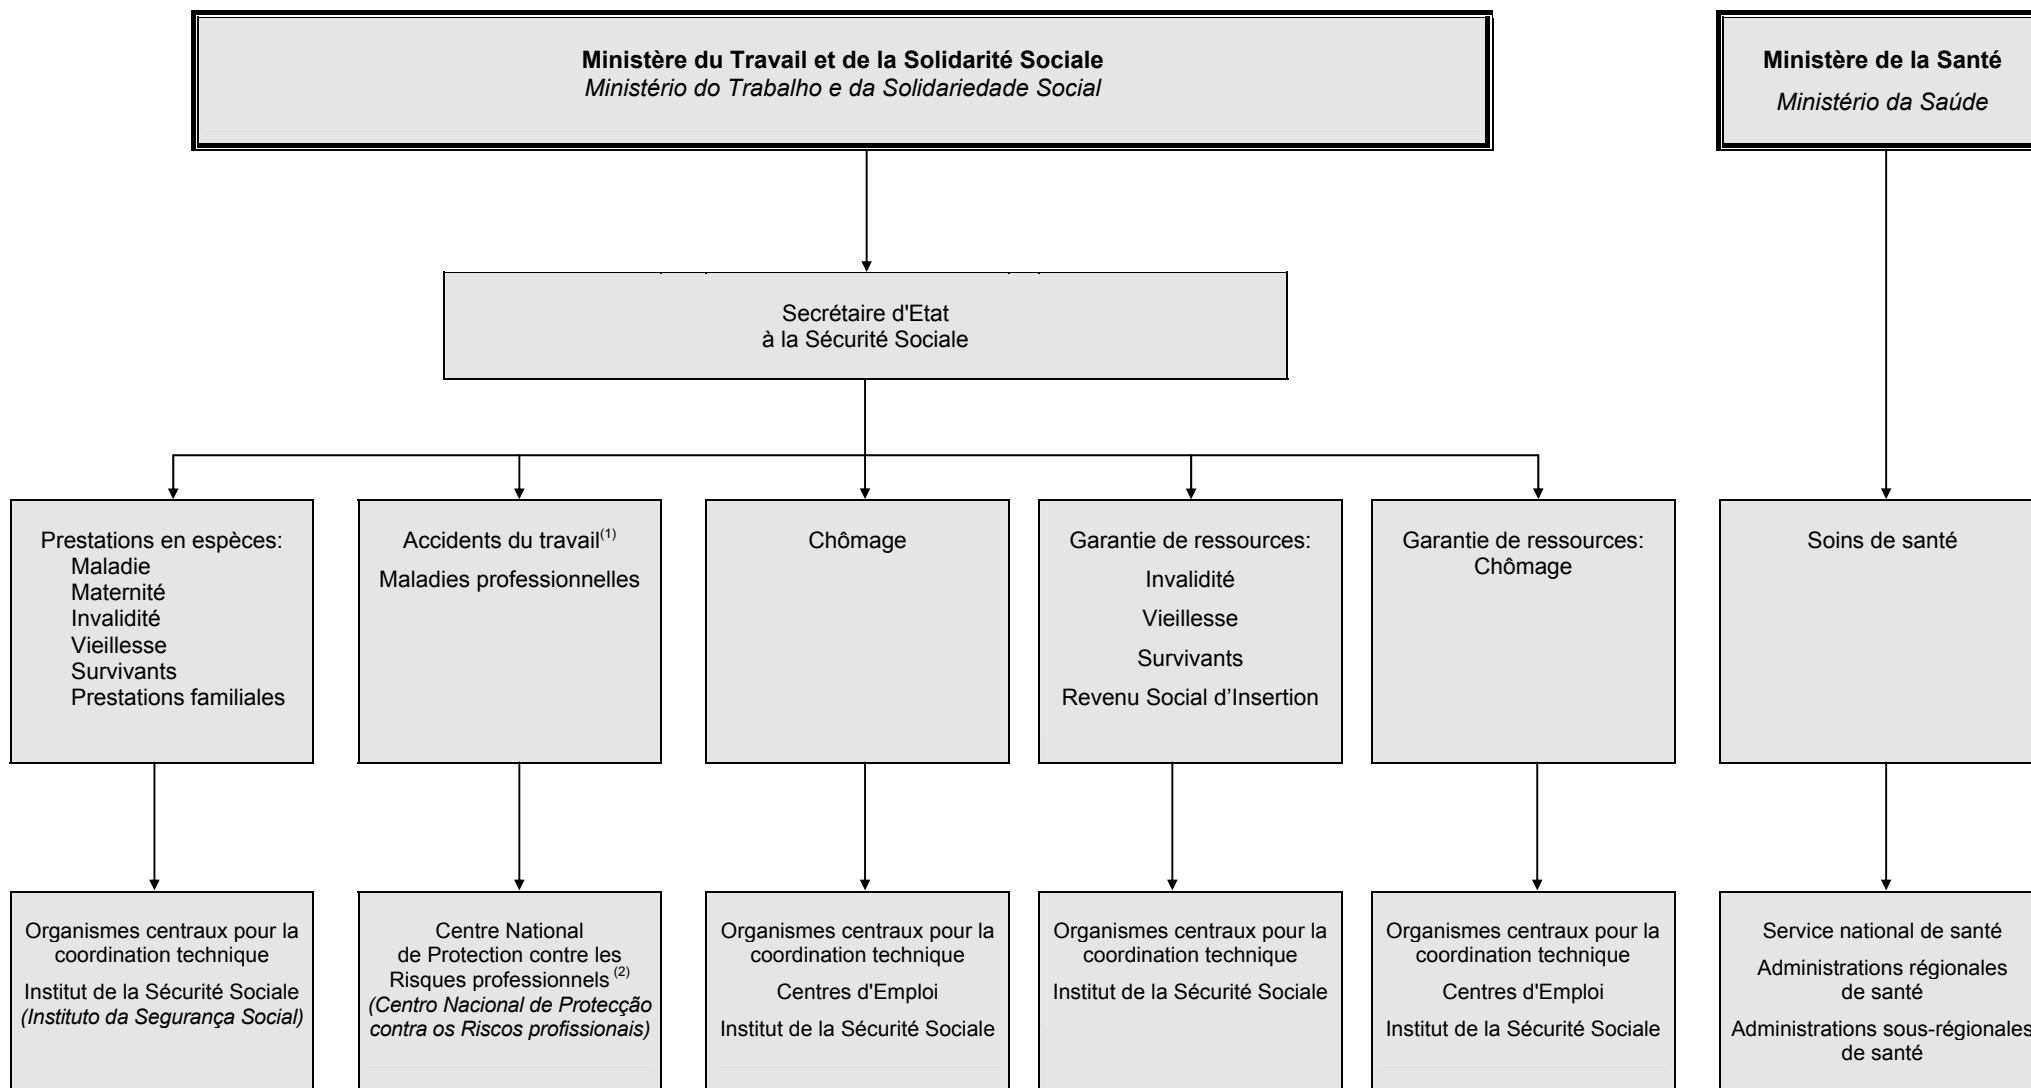 Ministère du Travail et de la Solidarité Sociale
Ministério do Trabalho e da Solidariedade Social
Ministère de la Santé
Ministério da Saúde
Secrétaire d'Etat
à la Sécurité Sociale
Prestations en espèces:
Maladie
Maternité
Invalidité
Vieillesse
Survivants
Prestations familiales
Accidents du travail(1)
Maladies professionnelles
Chômage
Garantie de ressources:
Invalidité
Vieillesse
Survivants
Revenu Social d’Insertion
Garantie de ressources:
Chômage
Soins de santé
Organismes centraux pour la
coordination technique
Institut de la Sécurité Sociale
(Instituto da Segurança Social)
Centre National
de Protection contre les
Risques professionnels (2)
(Centro Nacional de Protecção
contra os Riscos profissionais)
Organismes centraux pour la
coordination technique
Centres d'Emploi
Institut de la Sécurité Sociale
Organismes centraux pour la
coordination technique
Institut de la Sécurité Sociale
Organismes centraux pour la
coordination technique
Centres d'Emploi
Institut de la Sécurité Sociale
Service national de santé
Administrations régionales
de santé
Administrations sous-régionales
de santé